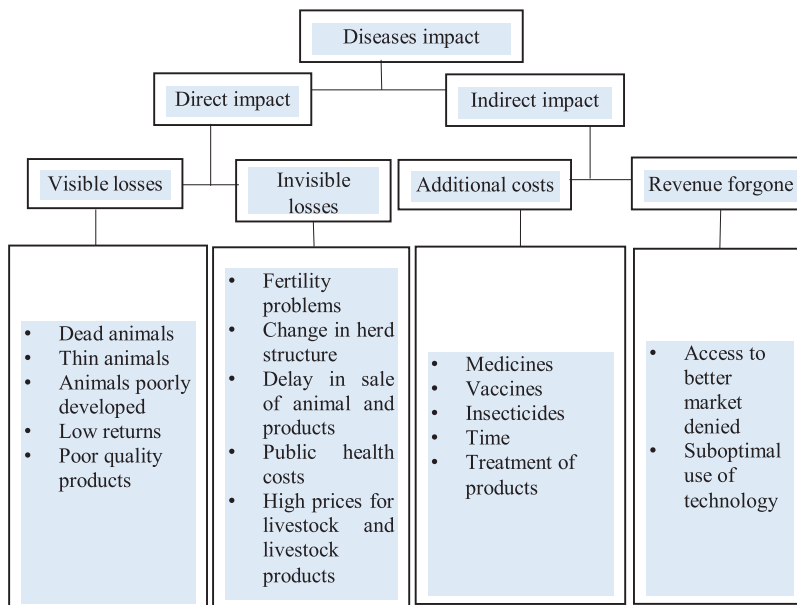 Diseases impact
Direct impact
Indirect impact
Visible losses
Invisible
losses
Additional costs
Revenue forgone
• Dead animals
• Thin animals
• Animals poorly
developed
• Low returns
• Poor quality
products
• Fertility
problems
• Change in herd
structure
• Delay in sale
of animal and
products
• Public health
costs
• High prices for
livestock and
livestock
products
• Medicines
• Vaccines
• Insecticides
• Time
• Treatment of
products
• Access to
better
market
denied
• Suboptimal
use of
technology